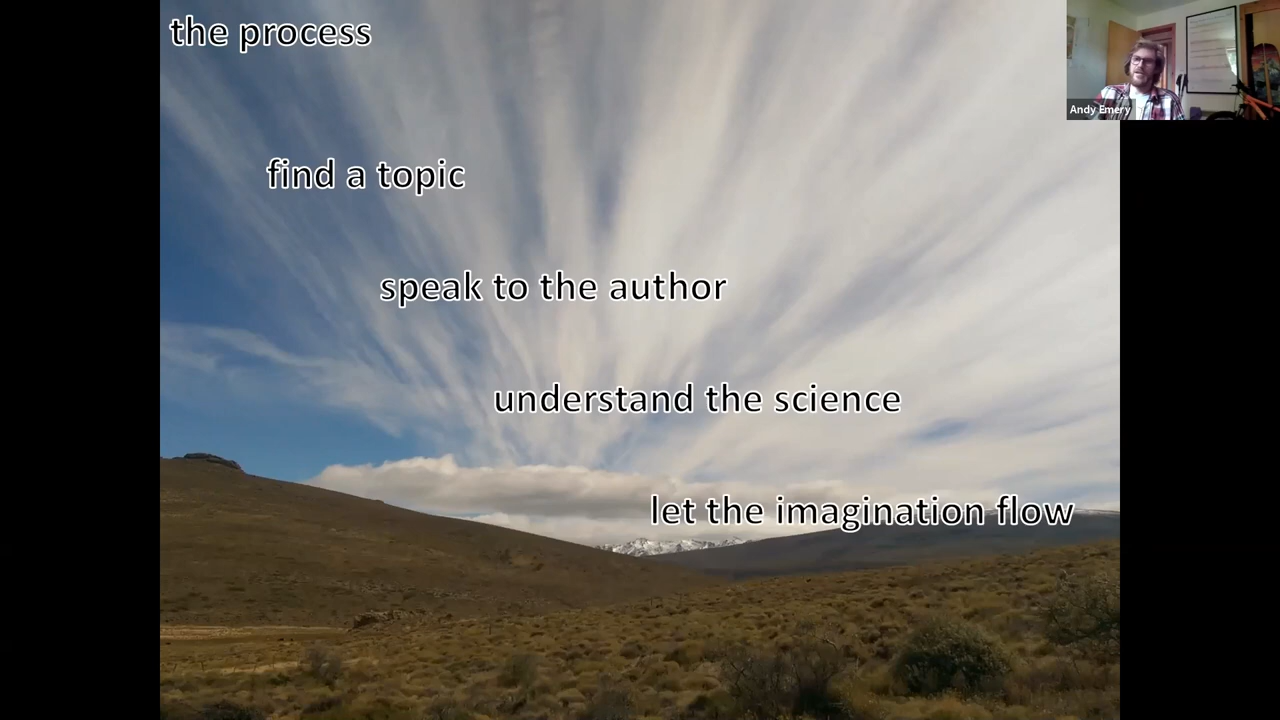 the process
Andy Emery
find a topic
speak to the author
understand the science
let the imagination flow